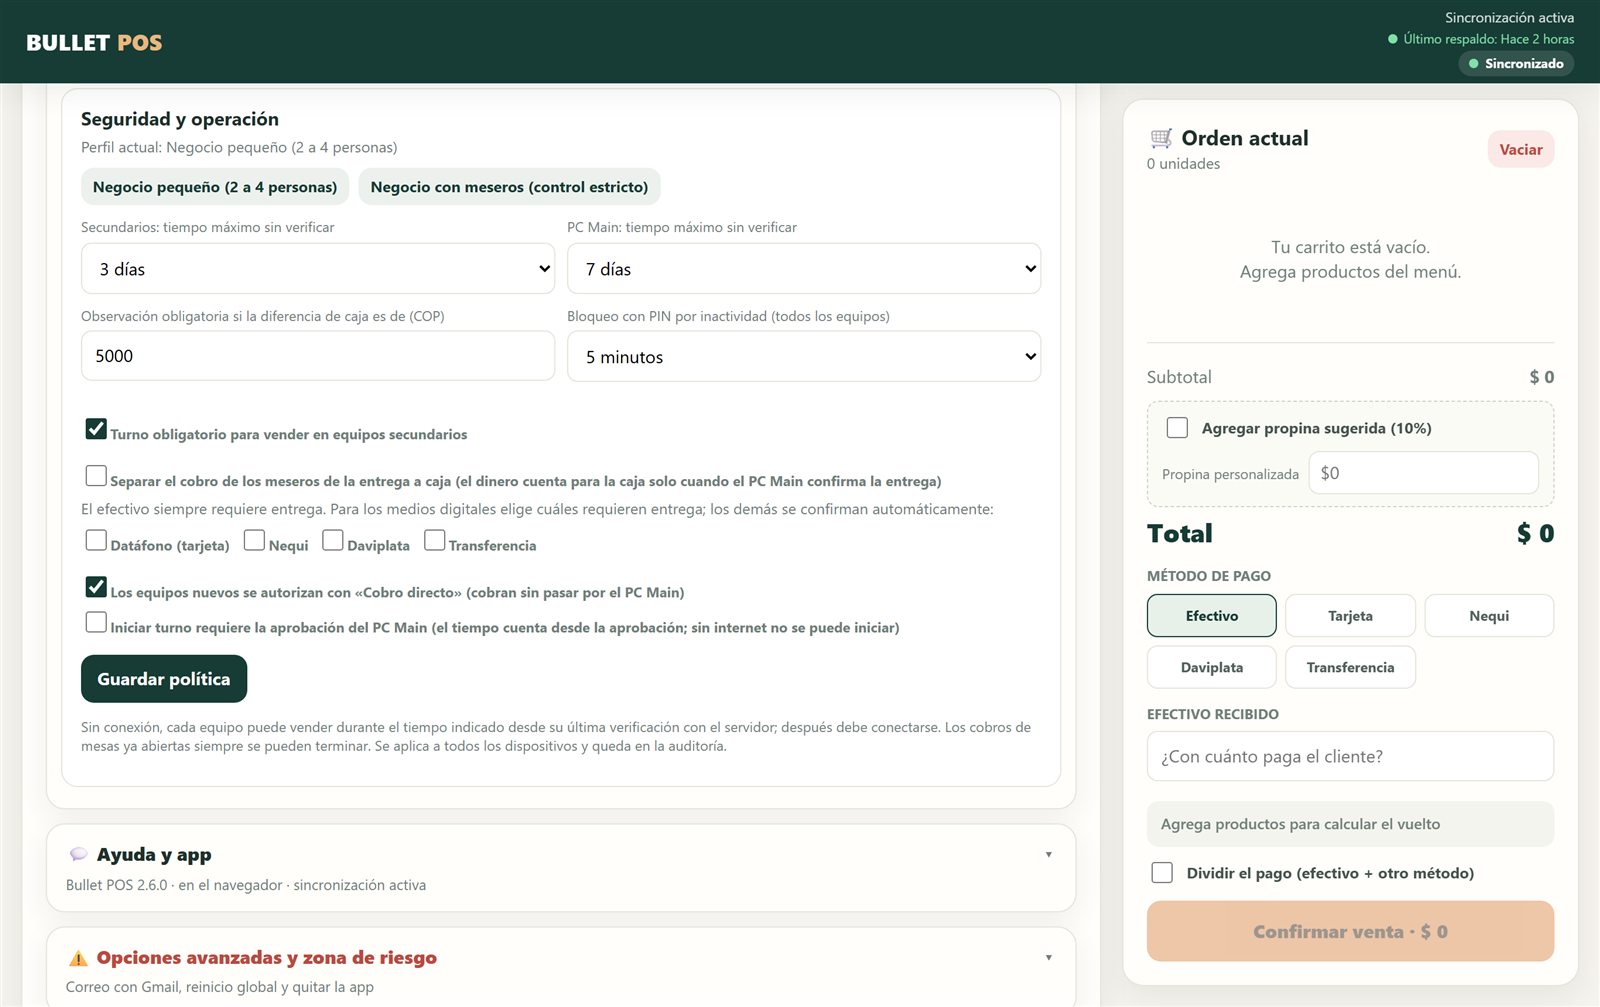 BULLET POS
Sincronización activa
Último respaldo: Hace 2 horas
Sincronizado
Seguridad y operación
Perfil actual: Negocio pequeño (2 a 4 personas)
Negocio pequeño (2 a 4 personas)
Negocio con meseros (control estricto)
Secundarios: tiempo máximo sin verificar
PC Main: tiempo máximo sin verificar
3 días
7 días
Observación obligatoria si la diferencia de caja es de (COP)
Bloqueo con PIN por inactividad (todos los equipos)
5000
5 minutos
Turno obligatorio para vender en equipos secundarios
Separar el cobro de los meseros de la entrega a caja (el dinero cuenta para la caja solo cuando el PC Main confirma la entrega)
El efectivo siempre requiere entrega. Para los medios digitales elige cuáles requieren entrega; los demás se confirman automáticamente:
Datáfono (tarjeta) Nequi Daviplata Transferencia
Los equipos nuevos se autorizan con «Cobro directo» (cobran sin pasar por el PC Main)
Iniciar turno requiere la aprobación del PC Main (el tiempo cuenta desde la aprobación; sin internet no se puede iniciar)
Guardar política
Sin conexión, cada equipo puede vender durante el tiempo indicado desde su última verificación con el servidor; después debe conectarse. Los cobros de
mesas ya abiertas siempre se pueden terminar. Se aplica a todos los dispositivos y queda en la auditoría.
Ayuda y app
Bullet POS 2.6.0 · en el navegador · sincronización activa
Opciones avanzadas y zona de riesgo
Correo con Gmail, reinicio global y quitar la app
Orden actual
0 unidades
Vaciar
Tu carrito está vacío.
Agrega productos del menú.
Subtotal $ 0
Agregar propina sugerida (10%)
Propina personalizada $0
Total $ 0
MÉTODO DE PAGO
Efectivo Tarjeta Nequi
Daviplata Transferencia
EFECTIVO RECIBIDO
¿Con cuánto paga el cliente?
Agrega productos para calcular el vuelto
Dividir el pago (efectivo + otro método)
Confirmar venta · $ 0